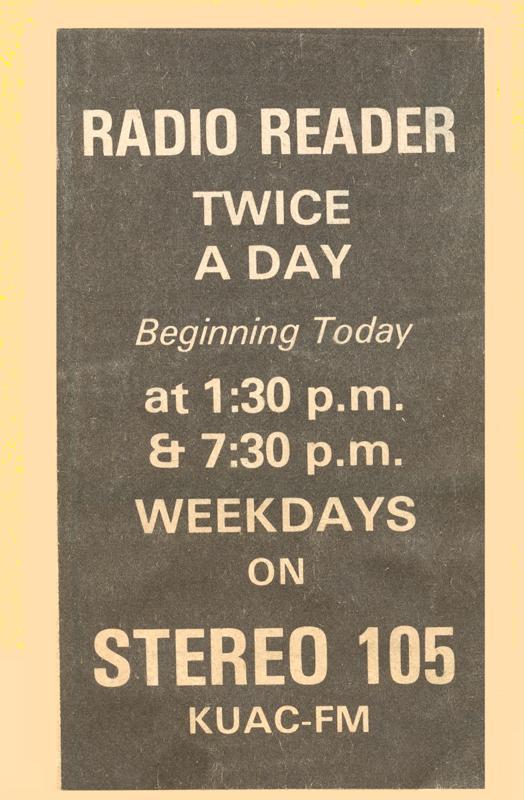 RADIO READER
TWICE
A DAY
Beginning Today
at 1:30 p.m.
& 7:30 p.m.
WEEKDAYS
ON
STEREO 105
KUAC-FM